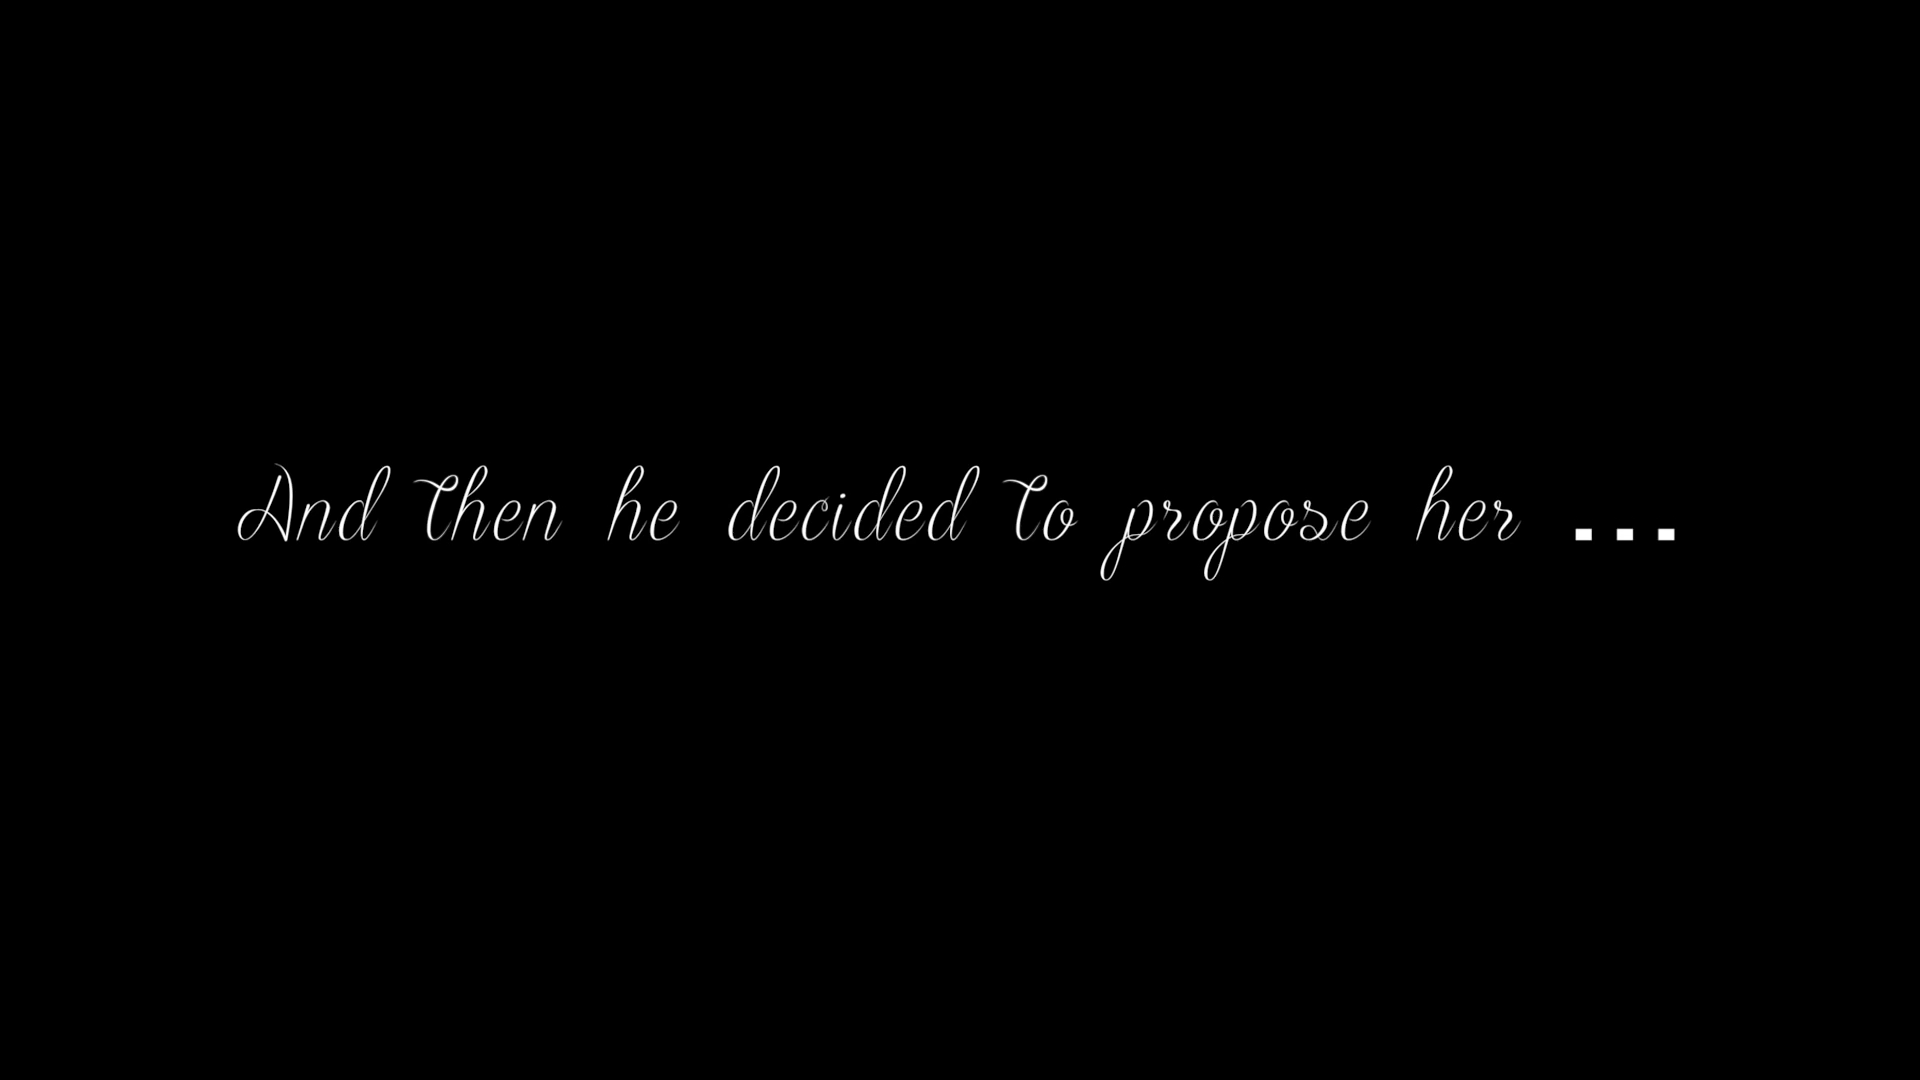 And then he decided to propose her ...